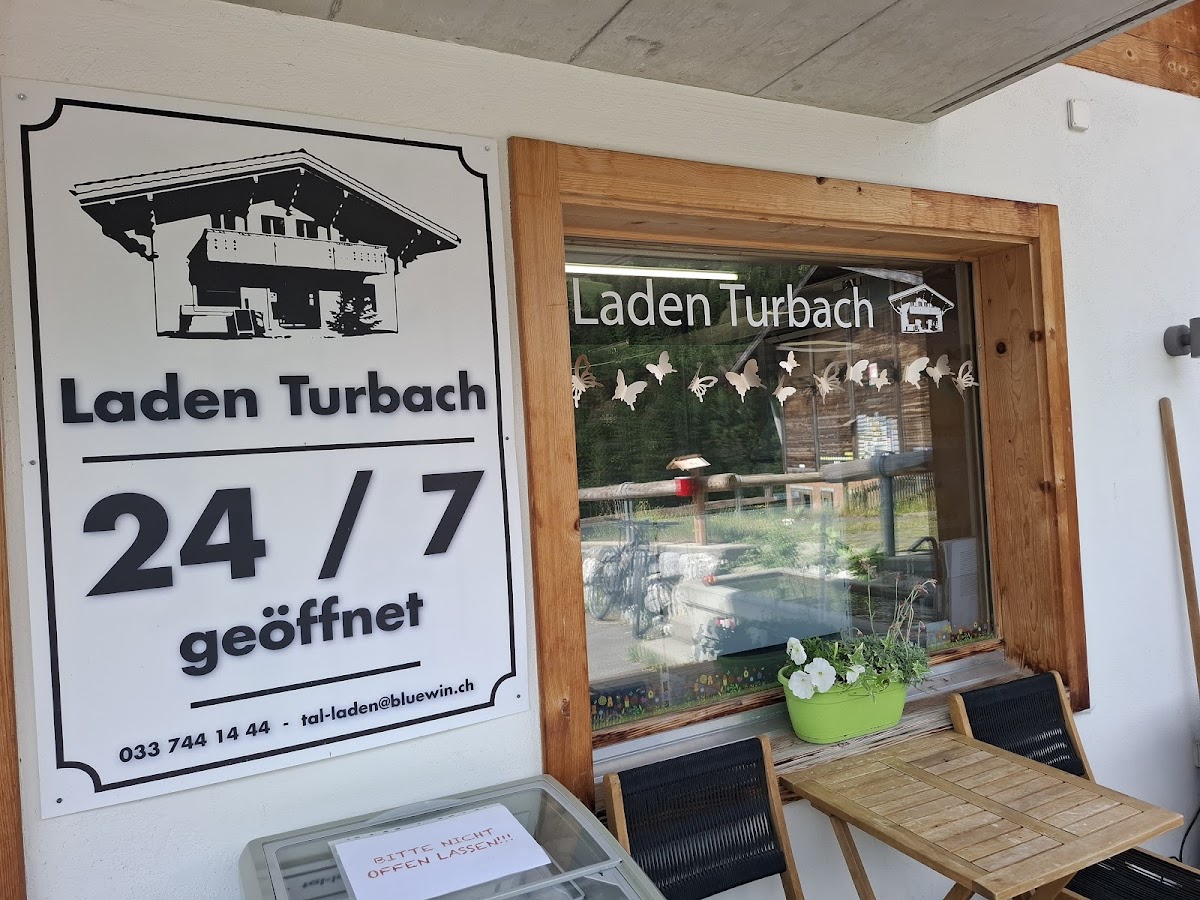 Laden Turbach
24 / 7
geöffnet
033 744 14 44 - tal-laden@bluewin.ch
Laden Turbach
BITTE NICHT
OFFEN LASSEN!!!